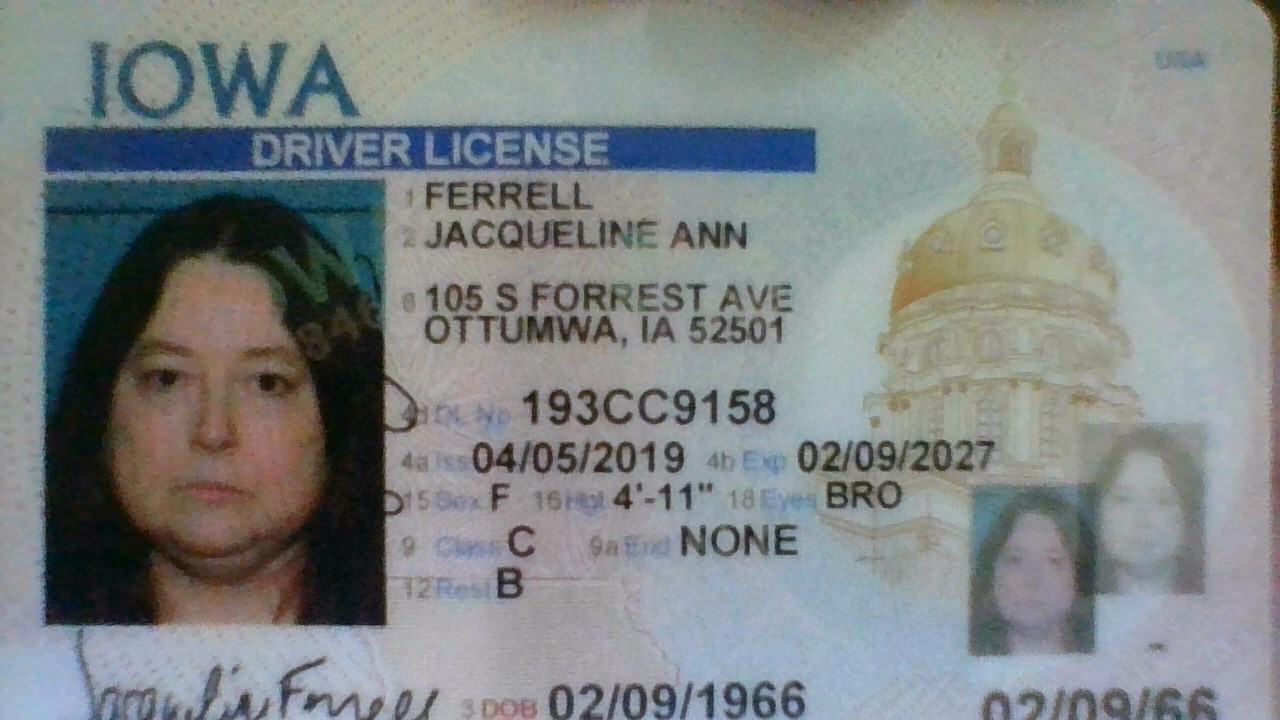 IOWA
USA
DRIVER LICENSE
1 FERRELL
2 JACQUELINE ANN
8 105 S FORREST AVE
OTTUMWA, IA 52501
4d DL No 193CC9158
4a Iss 04/05/2019 4b Exp 02/09/2027
15 Sex F 16 Hgt 4'-11" 18 Eyes BRO
9 Class C 9a End NONE
12 Rest B
Jacqueline Ferrell
3 DOB 02/09/1966
02/09/66